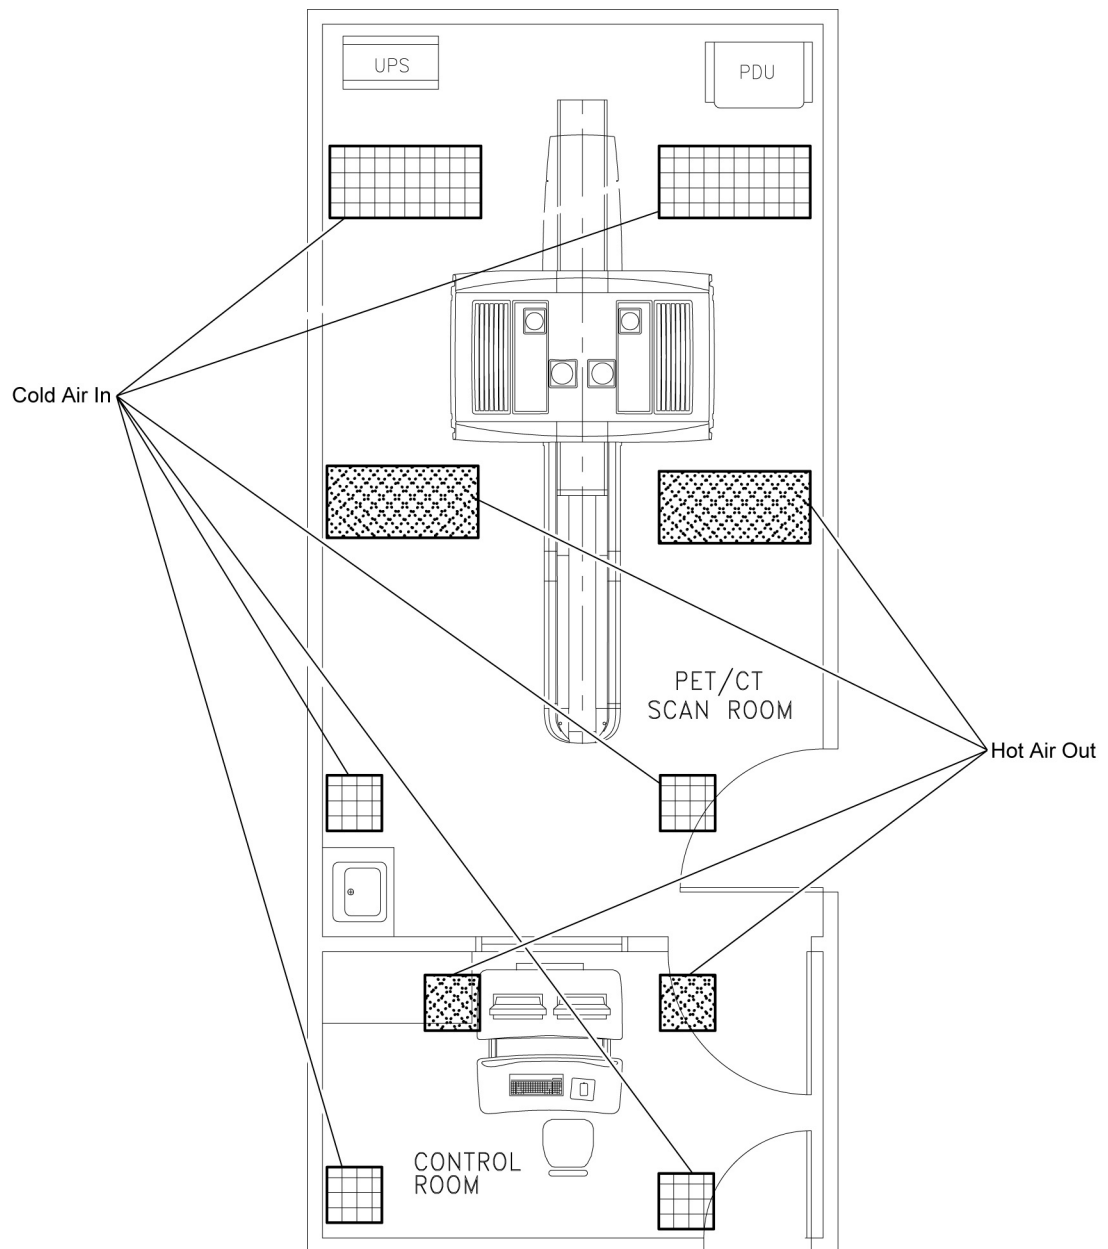 UPS
PDU
Cold Air In
PET/CT
SCAN ROOM
Hot Air Out
CONTROL
ROOM